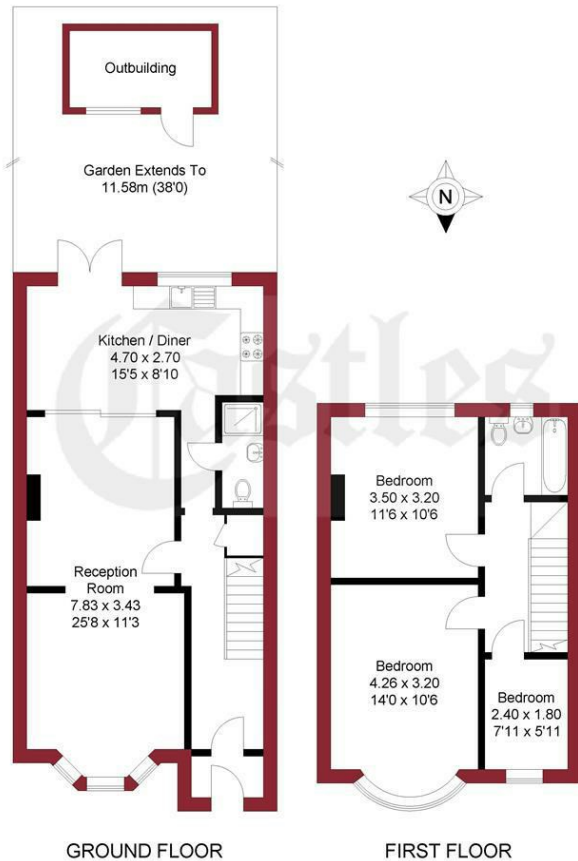 Outbuilding
Garden Extends To
11.58m (38'0)
N
Kitchen / Diner
4.70 x 2.70
15'5 x 8'10
Castles
Reception
Room
7.83 x 3.43
25'8 x 11'3
Bedroom
3.50 x 3.20
11'6 x 10'6
Bedroom
4.26 x 3.20
14'0 x 10'6
Bedroom
2.40 x 1.80
7'11 x 5'11
GROUND FLOOR
FIRST FLOOR